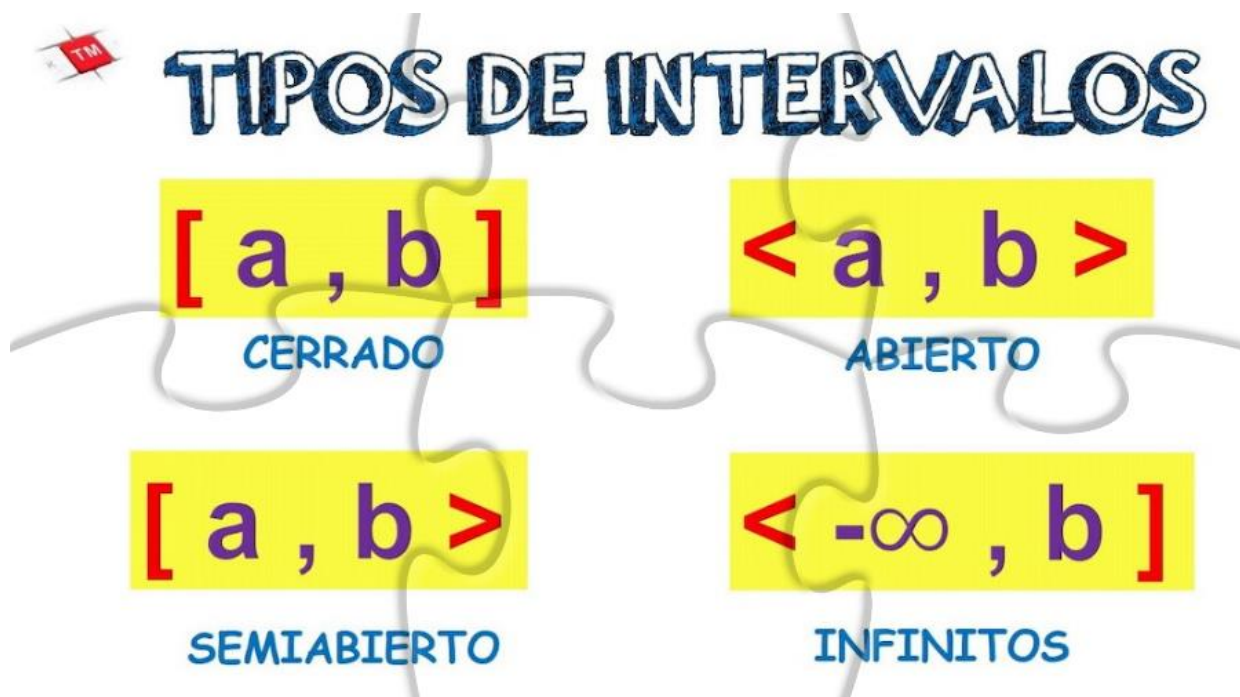 TM
TIPOS DE INTERVALOS
[ a , b ]
< a , b >
CERRADO
ABIERTO
[ a , b >
< -∞ , b ]
SEMIABIERTO
INFINITOS